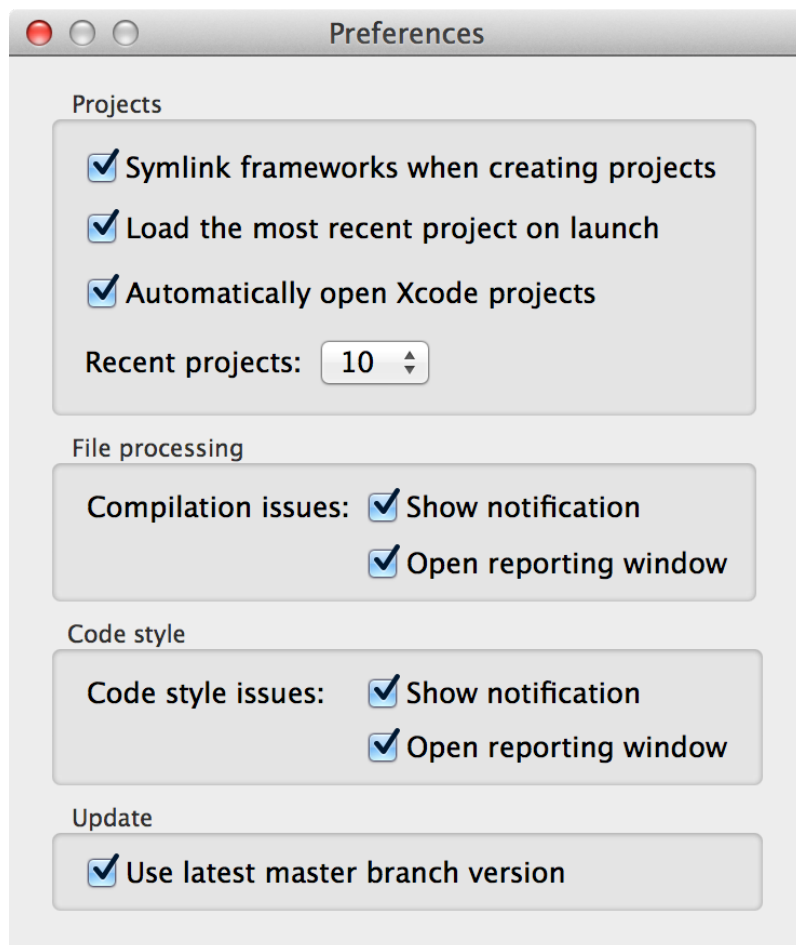 Preferences
Projects
Symlink frameworks when creating projects
Load the most recent project on launch
Automatically open Xcode projects
Recent projects: 10
File processing
Compilation issues: Show notification
Open reporting window
Code style
Code style issues: Show notification
Open reporting window
Update
Use latest master branch version